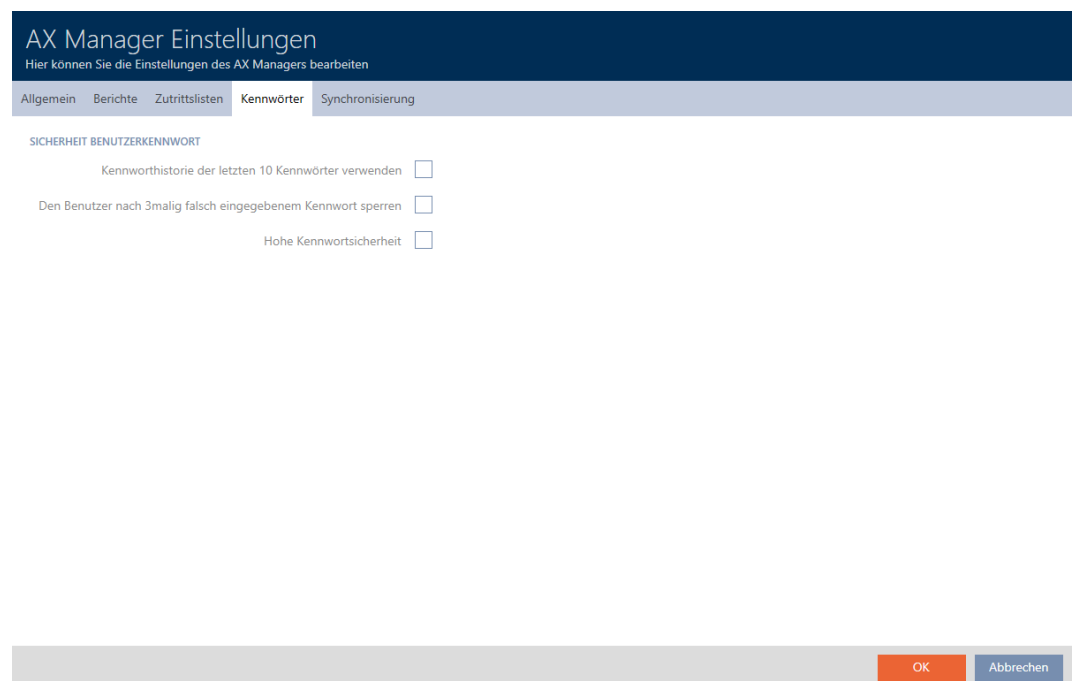 AX Manager Einstellungen
Hier können Sie die Einstellungen des AX Managers bearbeiten
Allgemein Berichte Zutrittslisten Kennwörter Synchronisierung
SICHERHEIT BENUTZERKENNWORT
Kennworthistorie der letzten 10 Kennwörter verwenden
Den Benutzer nach 3malig falsch eingegebenem Kennwort sperren
Hohe Kennwortsicherheit
OK Abbrechen